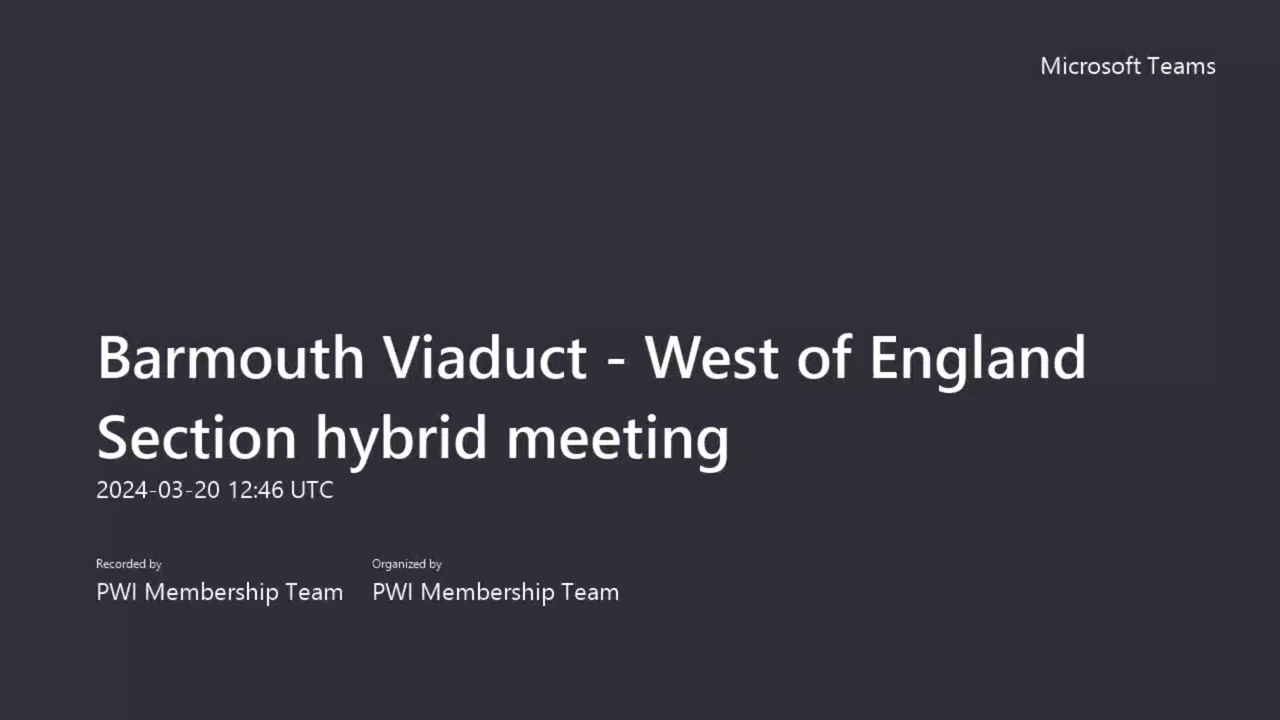 Microsoft Teams
Barmouth Viaduct - West of England
Section hybrid meeting
2024-03-20 12:46 UTC
Recorded by
Organized by
PWI Membership Team
PWI Membership Team